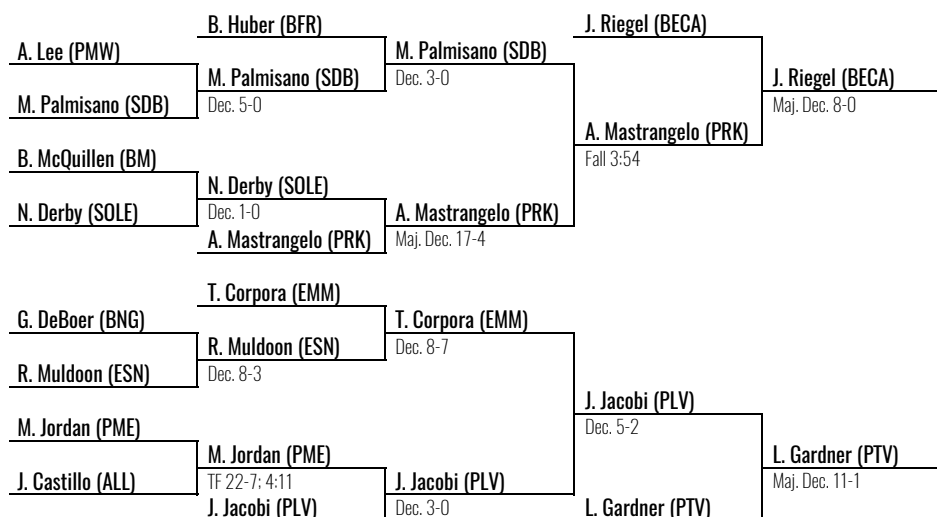 B. Huber (BFR)
J. Riegel (BECA)
A. Lee (PMW)
M. Palmisano (SDB)
M. Palmisano (SDB)
Dec. 3-0
J. Riegel (BECA)
M. Palmisano (SDB)
Dec. 5-0
Maj. Dec. 8-0
A. Mastrangelo (PRK)
Fall 3:54
B. McQuillen (BM)
N. Derby (SOLE)
N. Derby (SOLE)
Dec. 1-0
A. Mastrangelo (PRK)
A. Mastrangelo (PRK)
Maj. Dec. 17-4
T. Corpora (EMM)
G. DeBoer (BNG)
T. Corpora (EMM)
R. Muldoon (ESN)
Dec. 8-7
R. Muldoon (ESN)
Dec. 8-3
J. Jacobi (PLV)
Dec. 5-2
M. Jordan (PME)
M. Jordan (PME)
L. Gardner (PTV)
J. Castillo (ALL)
TF 22-7; 4:11
J. Jacobi (PLV)
Maj. Dec. 11-1
J. Jacobi (PLV)
Dec. 3-0
L. Gardner (PTV)